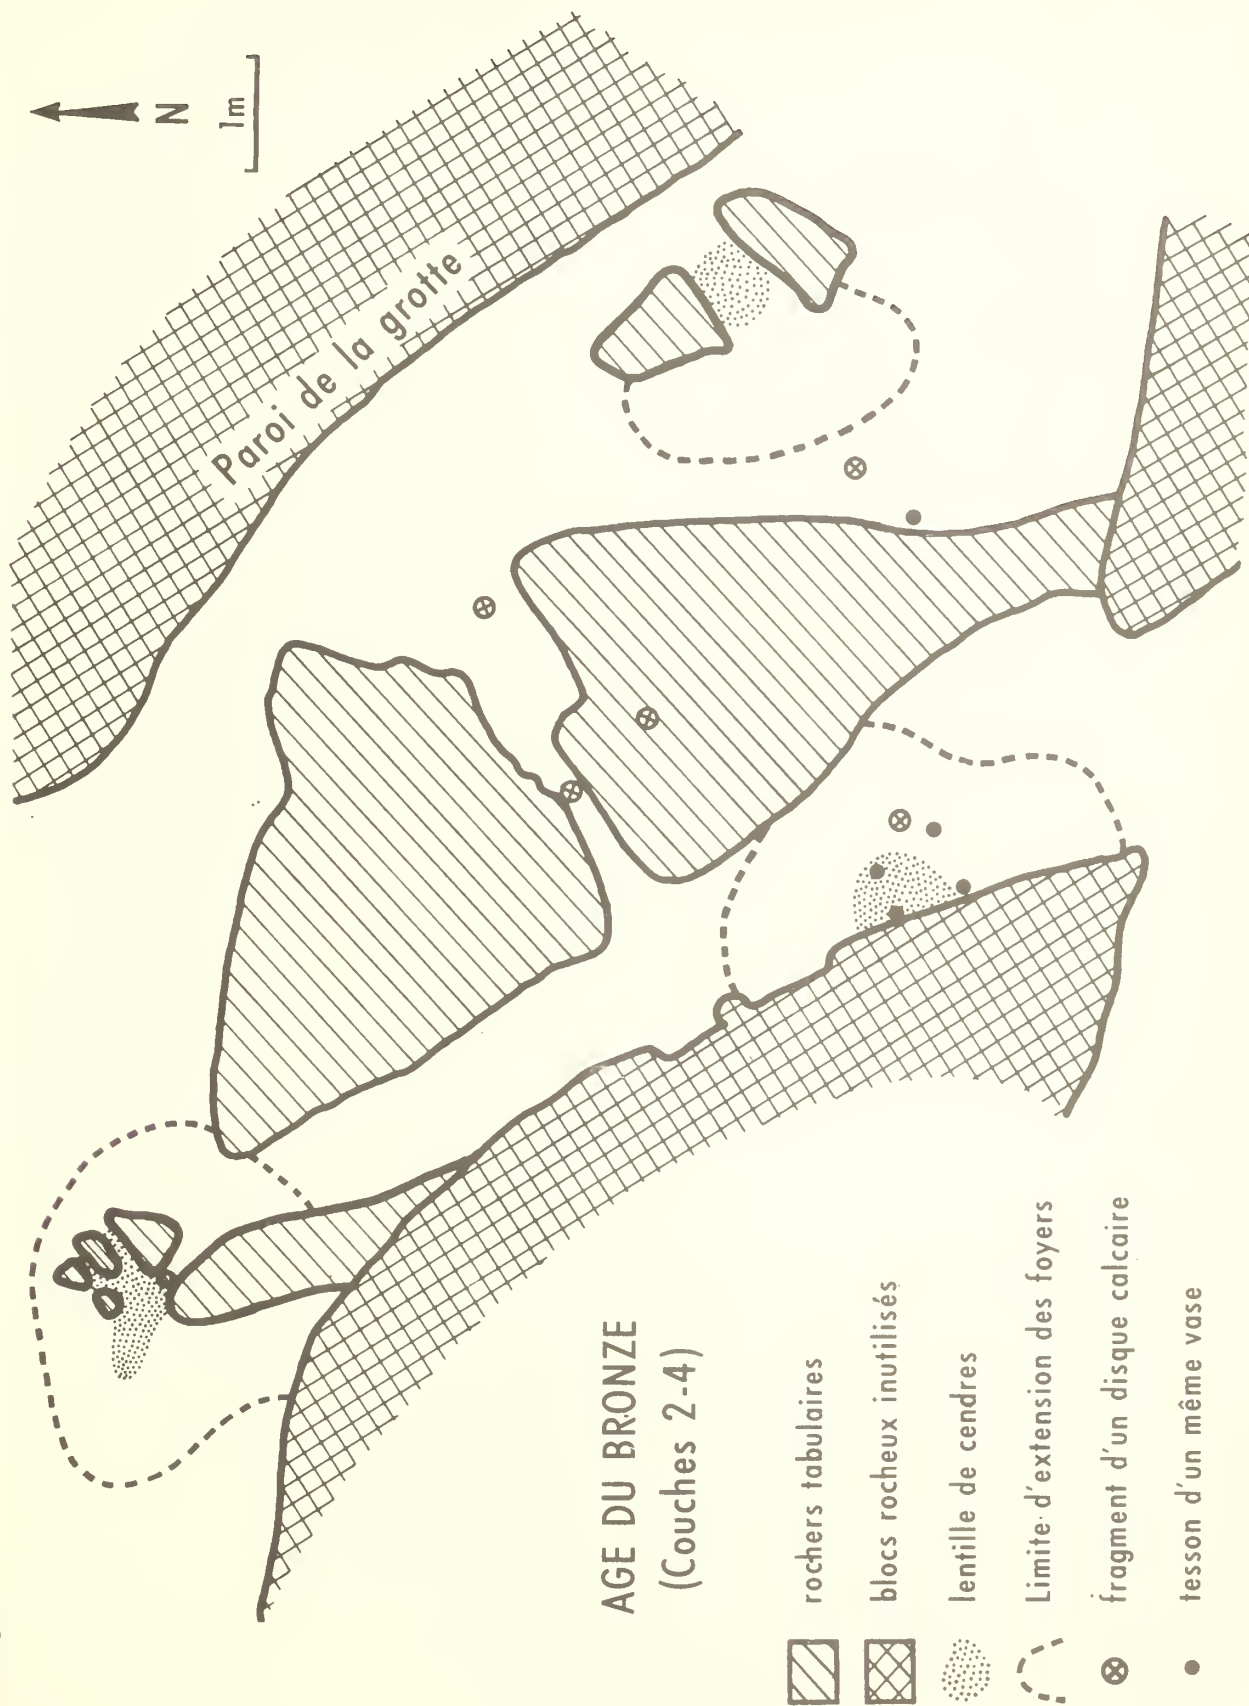 N
1m
Paroi de la grotte
AGE DU BRONZE
(Couches 2-4)
rochers tabulaires
blocs rocheux inutilisés
lentille de cendres
Limite d'extension des foyers
fragment d'un disque calcaire
tesson d'un même vase